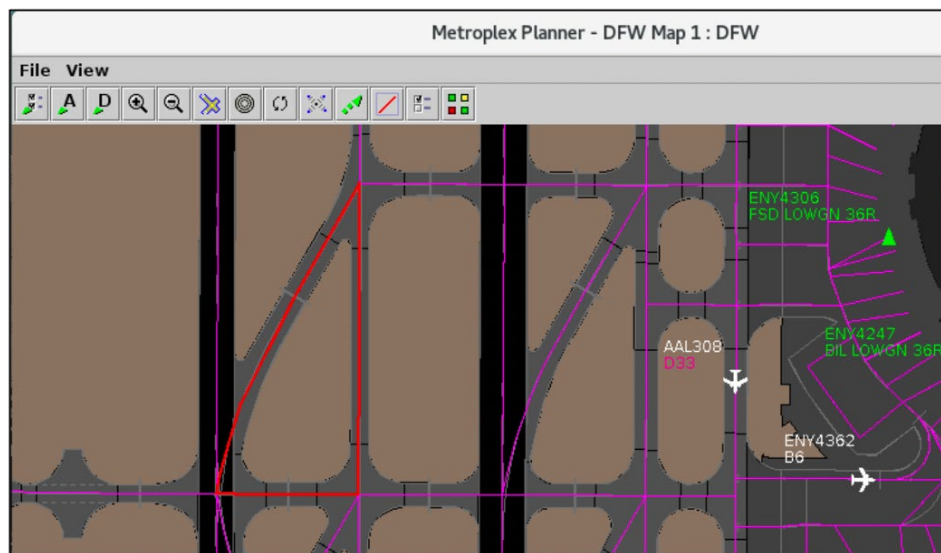 Metroplex Planner - DFW Map 1 : DFW
File View
A D
ENY4306
FSD LOWGN 36R
ENY4247
BIL LOWGN 36R
AAL308
D33
ENY4362
B6